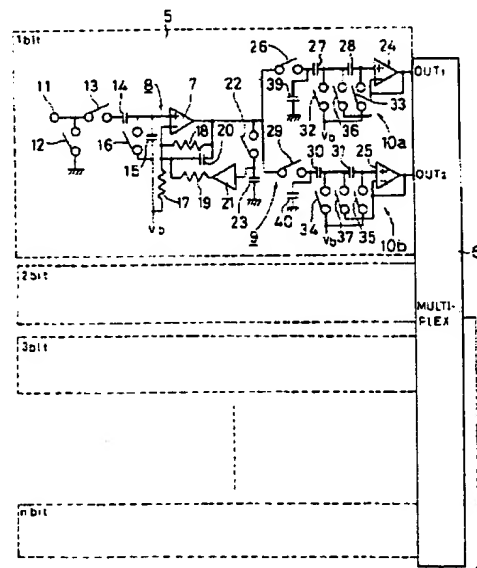 5
1bit
26 27 28 24
OUT1
11 13 14 8 7 22 39
12 16 18 20 29 32 36 33 10a
15 30 31 25
OUT2
17 19 21 23 9 40 34 37 35 10b
Vb Vb Vb
6
2bit
MULTI-
PLEX
3bit
nbit